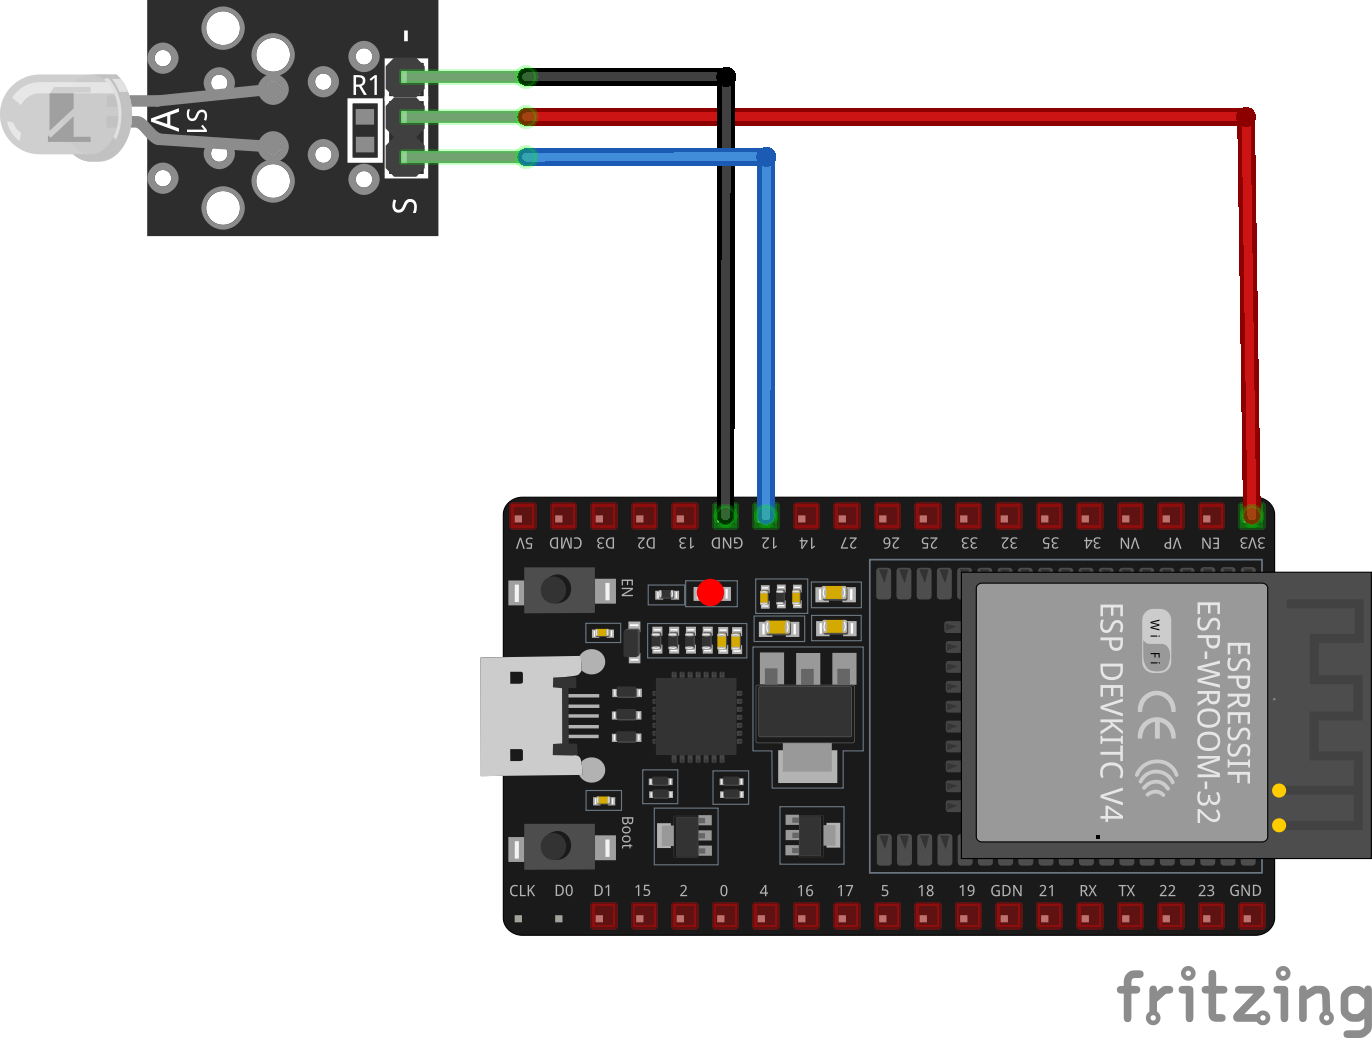 -
R1
A
S1
S
5V
CMD
D3
D2
13
GND
12
14
27
26
25
33
32
35
34
VN
VP
EN
3V3
EN
Boot
ESPRESSIF
ESP-WROOM-32
Wi
Fi
CE
ESP DEVKITC V4
CLK
D0
D1
15
2
0
4
16
17
5
18
19
GDN
21
RX
TX
22
23
GND
fritzing